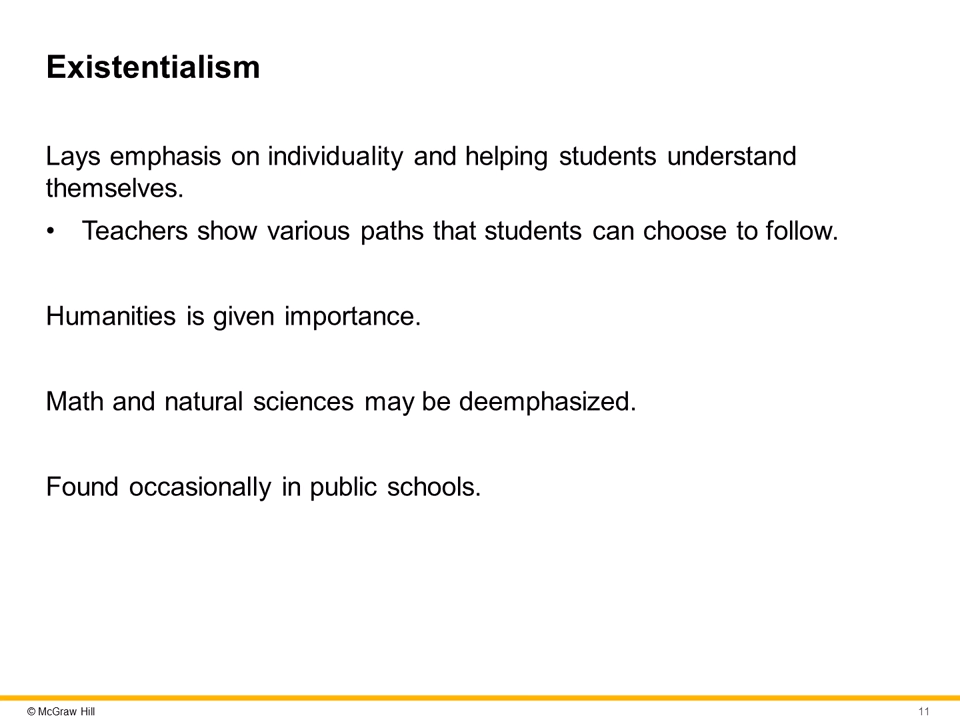 Existentialism
Lays emphasis on individuality and helping students understand
themselves.
• Teachers show various paths that students can choose to follow.
Humanities is given importance.
Math and natural sciences may be deemphasized.
Found occasionally in public schools.
© McGraw Hill
11